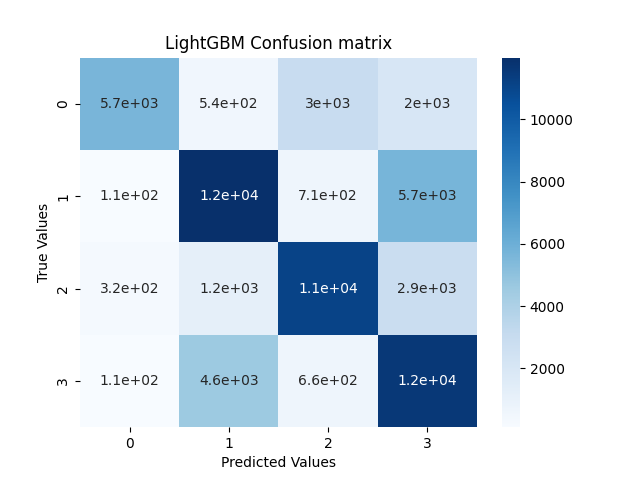 LightGBM Confusion matrix
0 5.7e+03 5.4e+02 3e+03 2e+03
1 1.1e+02 1.2e+04 7.1e+02 5.7e+03
2 3.2e+02 1.2e+03 1.1e+04 2.9e+03
3 1.1e+02 4.6e+03 6.6e+02 1.2e+04
0 1 2 3
Predicted Values
True Values
10000
8000
6000
4000
2000